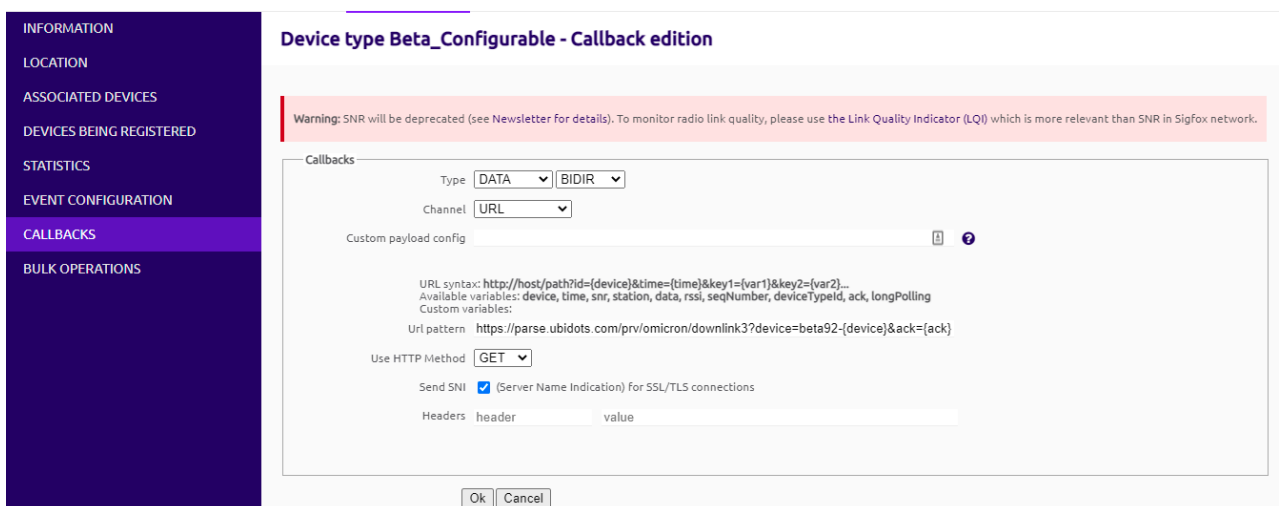 INFORMATION
LOCATION
ASSOCIATED DEVICES
DEVICES BEING REGISTERED
STATISTICS
EVENT CONFIGURATION
CALLBACKS
BULK OPERATIONS
Device type Beta_Configurable - Callback edition
Warning: SNR will be deprecated (see Newsletter for details). To monitor radio link quality, please use the Link Quality Indicator (LQI) which is more relevant than SNR in Sigfox network.
Callbacks
Type DATA BIDIR
Channel URL
Custom payload config
URL syntax: http://host/path?id={device}&time={time}&key1={var1}&key2={var2}...
Available variables: device, time, snr, station, data, rssi, seqNumber, deviceTypeId, ack, longPolling
Custom variables:
Url pattern https://parse.ubidots.com/prv/omicron/downlink3?device=beta92-{device}&ack={ack}
Use HTTP Method GET
Send SNI (Server Name Indication) for SSL/TLS connections
Headers header value
Ok Cancel